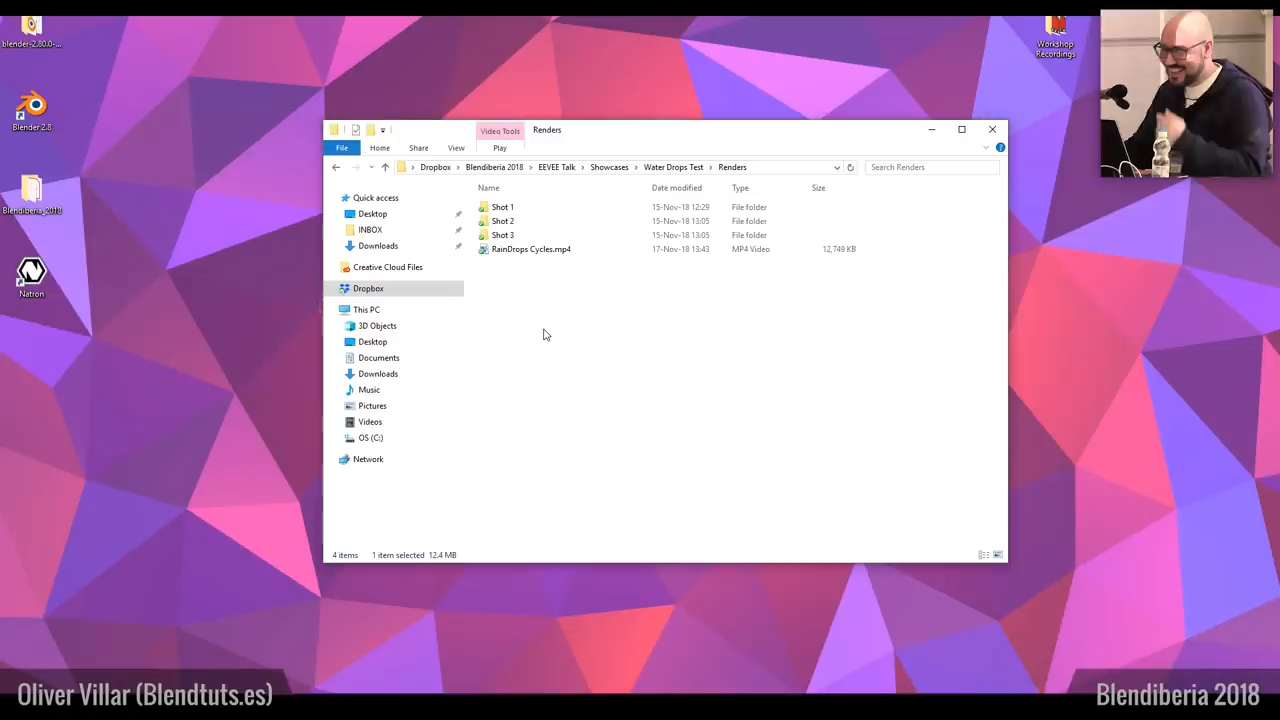 blender-2.80.0-...
Workshop
Recordings
Blender 2.8
Blendiberia_2018
Natron
Video Tools
Renders
File
Home
Share
View
Play
Dropbox > Blendiberia 2018 > EEVEE Talk > Showcases > Water Drops Test > Renders
Search Renders
Name
Date modified
Type
Size
Quick access
Desktop
INBOX
Downloads
Creative Cloud Files
Dropbox
This PC
3D Objects
Desktop
Documents
Downloads
Music
Pictures
Videos
OS (C:)
Network
Shot 1 15-Nov-18 12:29 File folder
Shot 2 15-Nov-18 13:05 File folder
Shot 3 15-Nov-18 13:05 File folder
RainDrops Cycles.mp4 17-Nov-18 13:43 MP4 Video 12,749 KB
4 items 1 item selected 12.4 MB
Oliver Villar (Blendtuts.es)
Blendiberia 2018